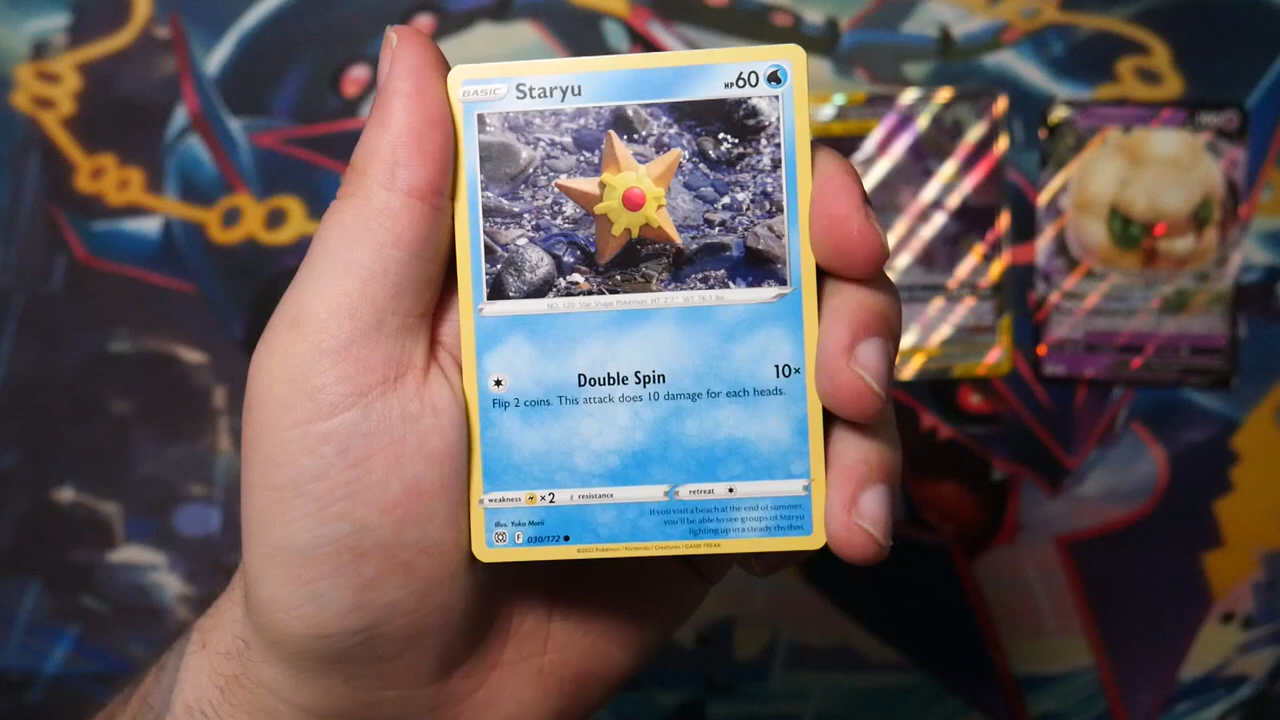 BASIC Staryu HP 60
NO. 120 Star Shape Pokémon HT: 2'7" WT: 76.1 lbs.
Double Spin 10×
Flip 2 coins. This attack does 10 damage for each heads.
weakness ×2 resistance retreat
If you visit a beach at the end of summer,
you'll be able to see groups of Staryu
lighting up in a steady rhythm.
Illus. Yuka Morii
F 030/172
©2022 Pokémon / Nintendo / Creatures / GAME FREAK